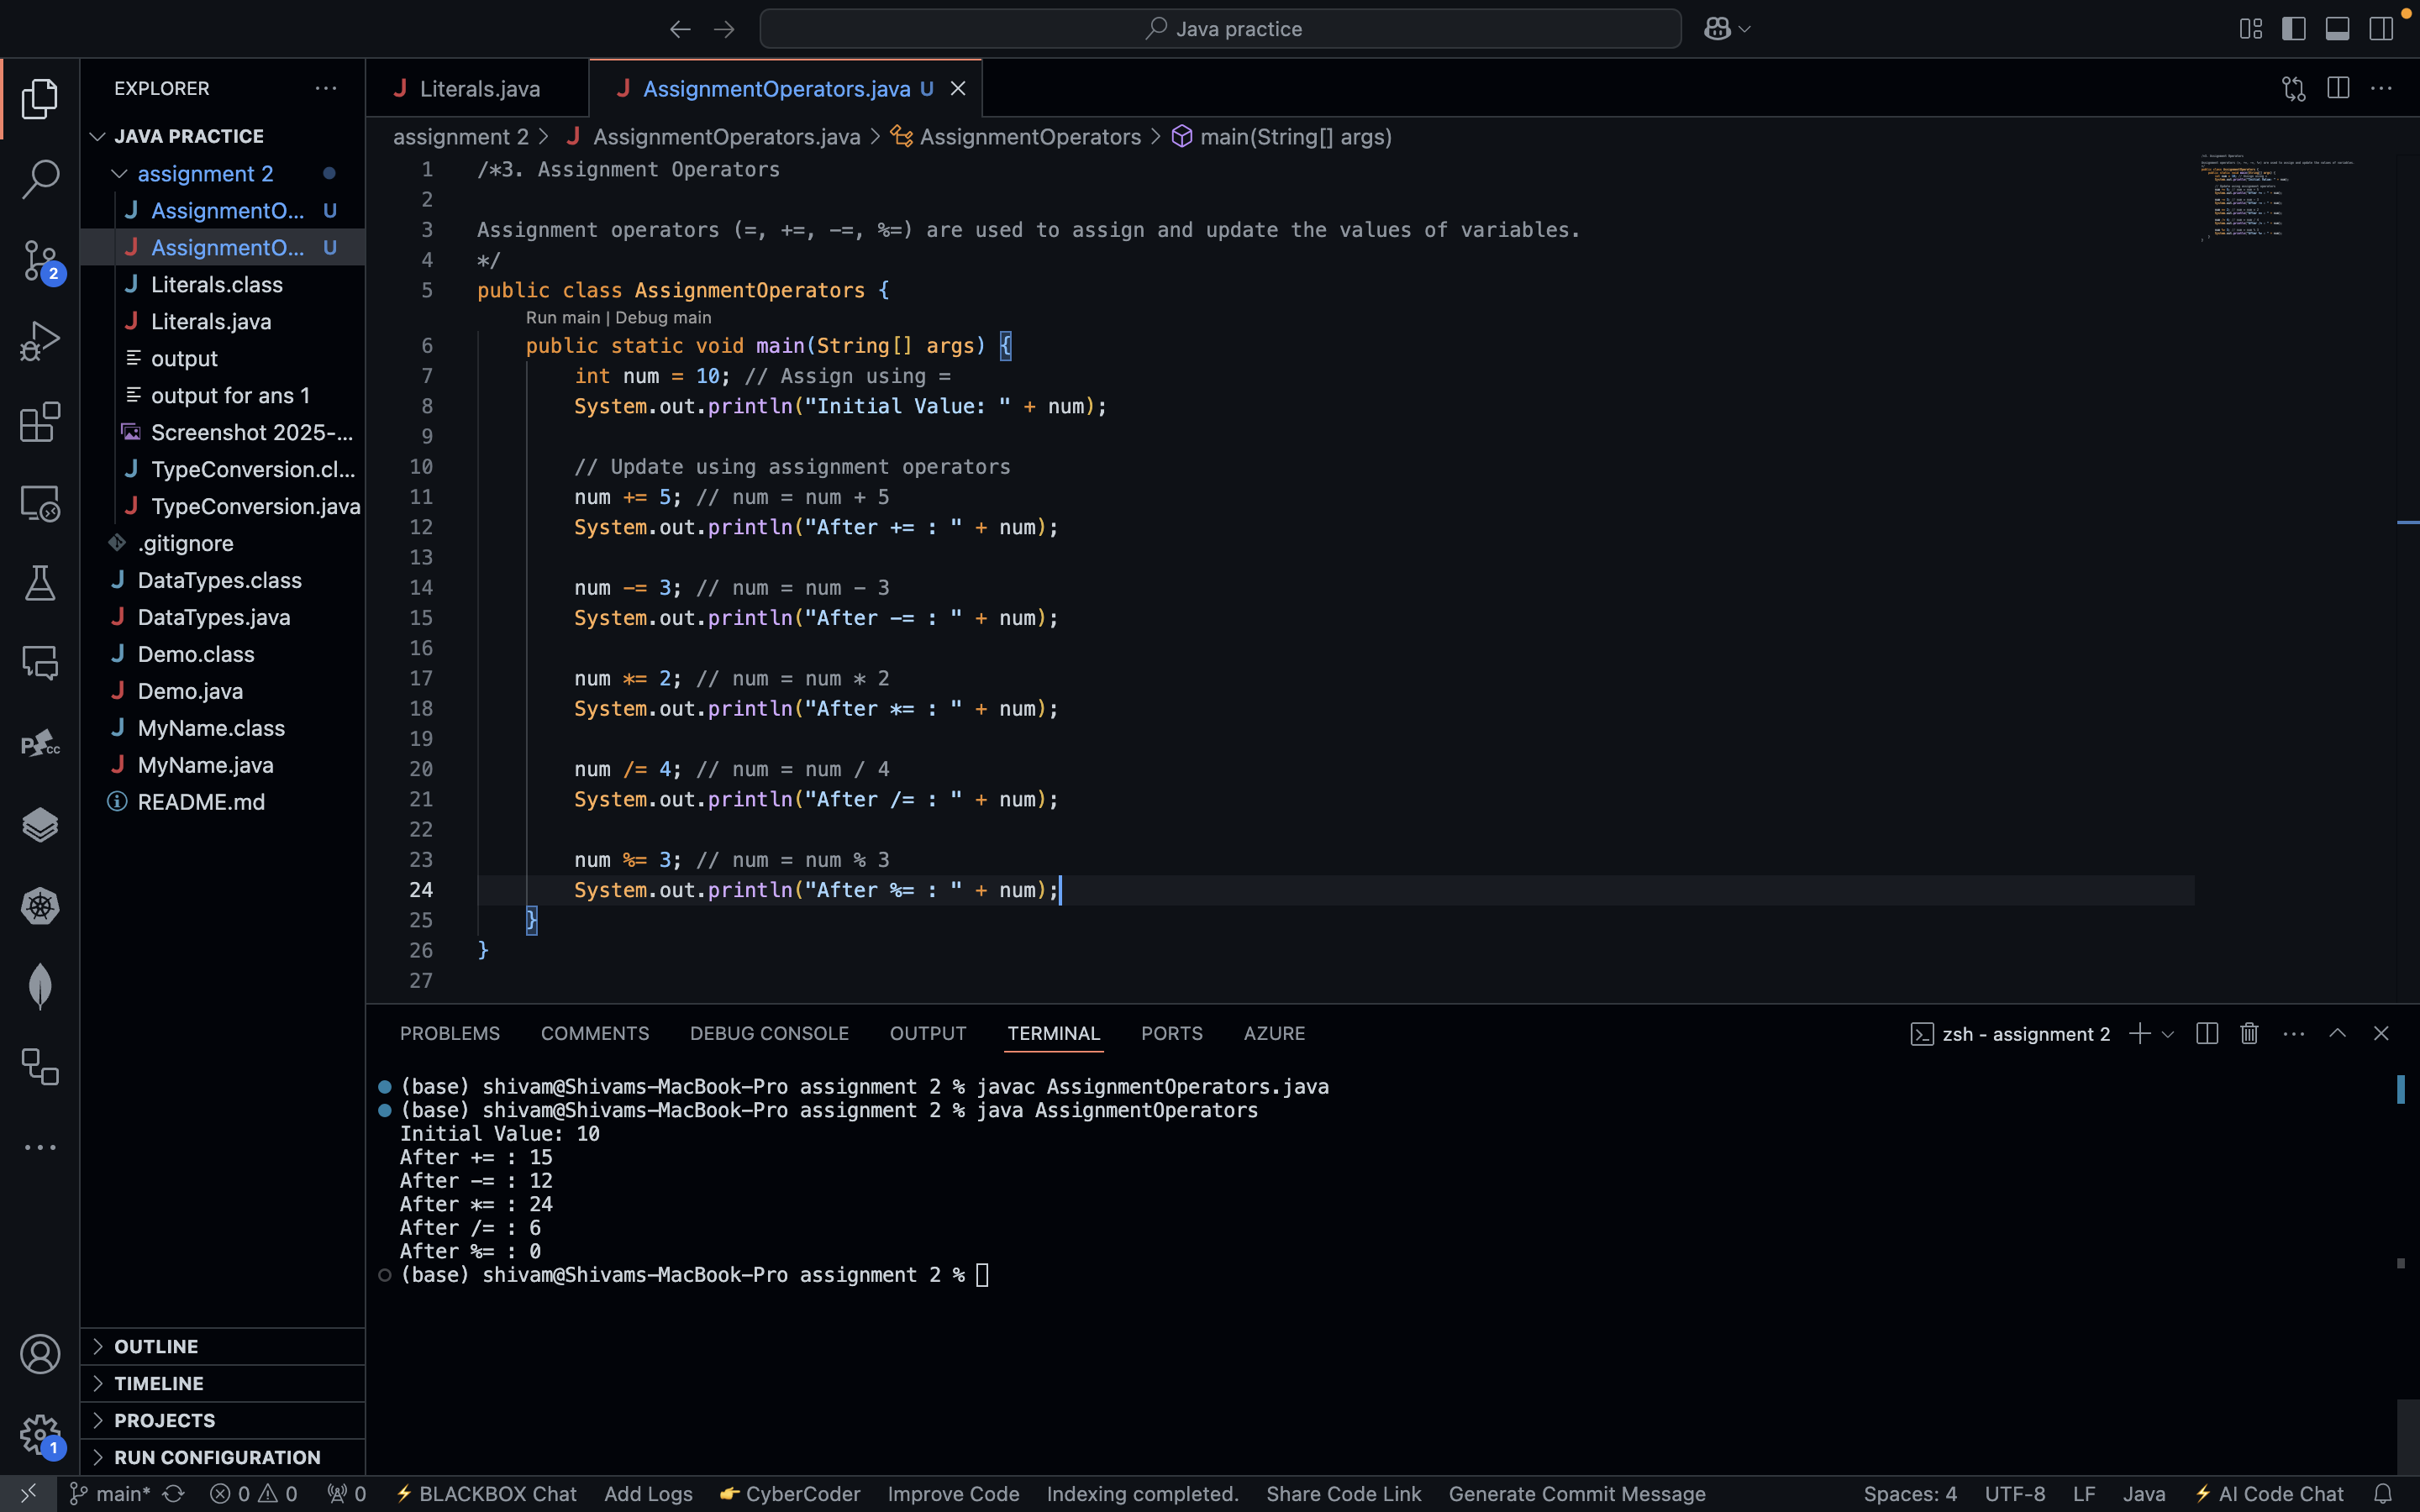 Java practice
EXPLORER
JAVA PRACTICE
assignment 2
AssignmentO... U
AssignmentO... U
Literals.class
Literals.java
output
output for ans 1
Screenshot 2025-...
TypeConversion.cl...
TypeConversion.java
.gitignore
DataTypes.class
DataTypes.java
Demo.class
Demo.java
MyName.class
MyName.java
README.md
OUTLINE
TIMELINE
PROJECTS
RUN CONFIGURATION
2
1
Literals.java
AssignmentOperators.java U
assignment 2 > AssignmentOperators.java > AssignmentOperators > main(String[] args)
1 /*3. Assignment Operators
2
3 Assignment operators (=, +=, -=, %=) are used to assign and update the values of variables.
4 */
5 public class AssignmentOperators {
Run main | Debug main
6 public static void main(String[] args) {
7 int num = 10; // Assign using =
8 System.out.println("Initial Value: " + num);
9
10 // Update using assignment operators
11 num += 5; // num = num + 5
12 System.out.println("After += : " + num);
13
14 num -= 3; // num = num - 3
15 System.out.println("After -= : " + num);
16
17 num *= 2; // num = num * 2
18 System.out.println("After *= : " + num);
19
20 num /= 4; // num = num / 4
21 System.out.println("After /= : " + num);
22
23 num %= 3; // num = num % 3
24 System.out.println("After %= : " + num);
25 }
26 }
27
PROBLEMS COMMENTS DEBUG CONSOLE OUTPUT TERMINAL PORTS AZURE
zsh - assignment 2
(base) shivam@Shivams-MacBook-Pro assignment 2 % javac AssignmentOperators.java
(base) shivam@Shivams-MacBook-Pro assignment 2 % java AssignmentOperators
Initial Value: 10
After += : 15
After -= : 12
After *= : 24
After /= : 6
After %= : 0
(base) shivam@Shivams-MacBook-Pro assignment 2 %
main* 0 0 0 BLACKBOX Chat Add Logs CyberCoder Improve Code Indexing completed. Share Code Link Generate Commit Message Spaces: 4 UTF-8 LF Java AI Code Chat